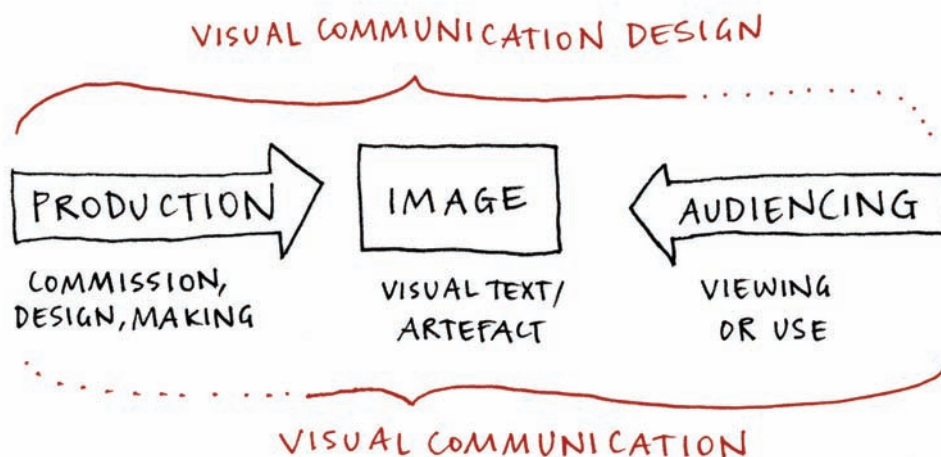 VISUAL COMMUNICATION DESIGN
PRODUCTION
COMMISSION,
DESIGN, MAKING
IMAGE
VISUAL TEXT/
ARTEFACT
AUDIENCING
VIEWING
OR USE
VISUAL COMMUNICATION